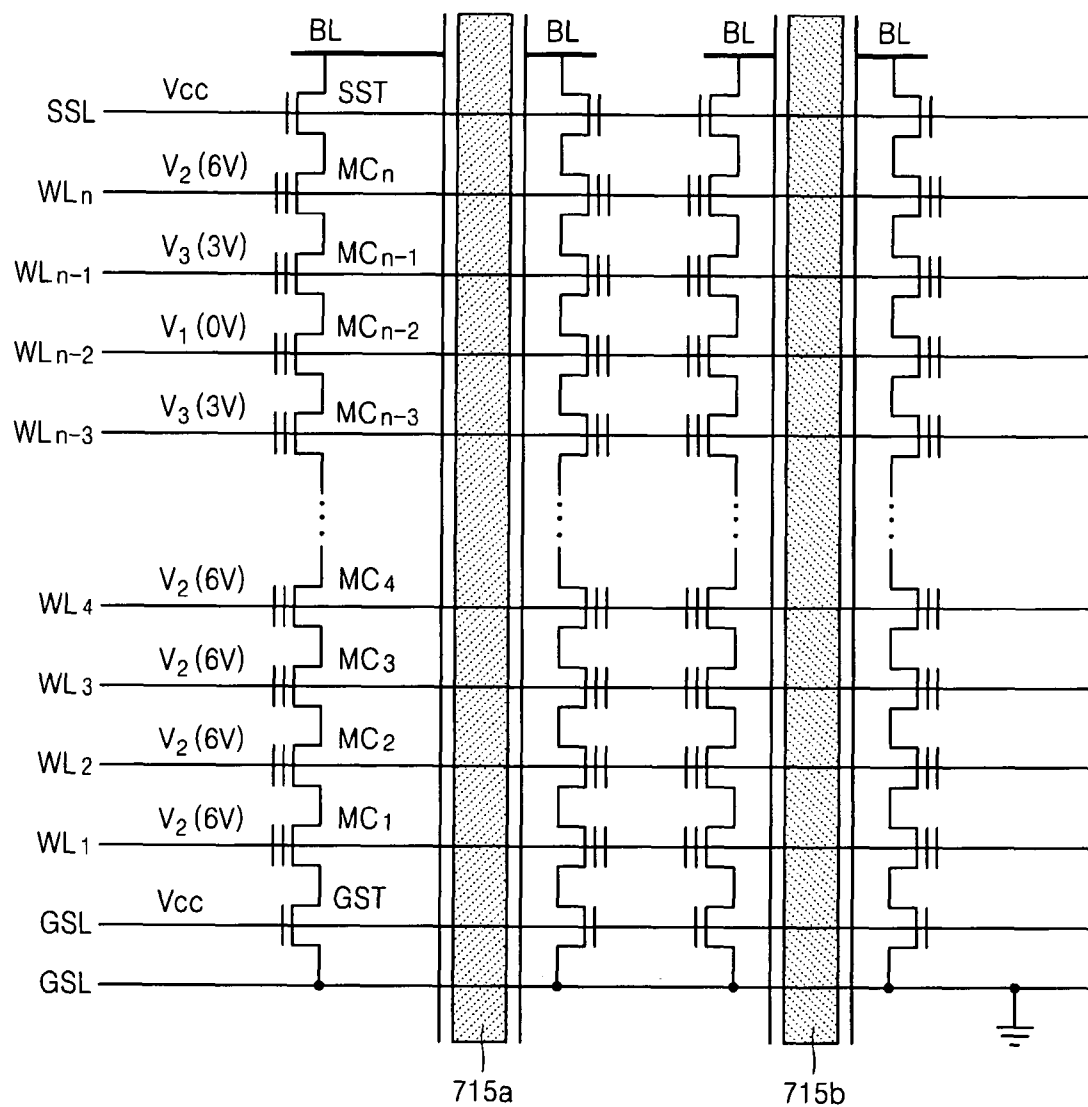 BL BL BL BL
SSL Vcc SST
WLn V2(6V) MCn
WLn-1 V3(3V) MCn-1
WLn-2 V1(0V) MCn-2
WLn-3 V3(3V) MCn-3
WL4 V2(6V) MC4
WL3 V2(6V) MC3
WL2 V2(6V) MC2
WL1 V2(6V) MC1
GSL Vcc GST
GSL
715a 715b